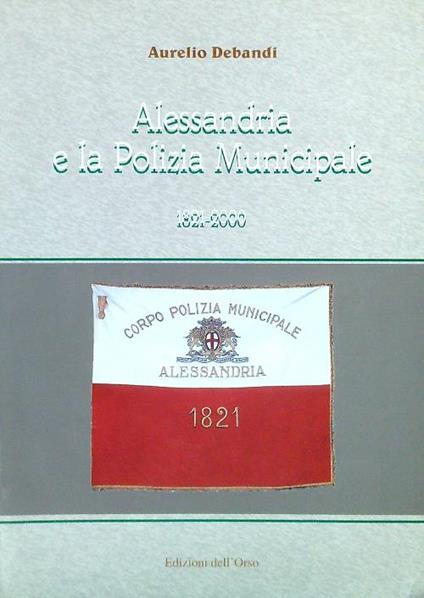 Aurelio Debandi
Alessandria
e la Polizia Municipale
1821-2000
CORPO POLIZIA MUNICIPALE
ALESSANDRIA
1821
Edizioni dell'Orso